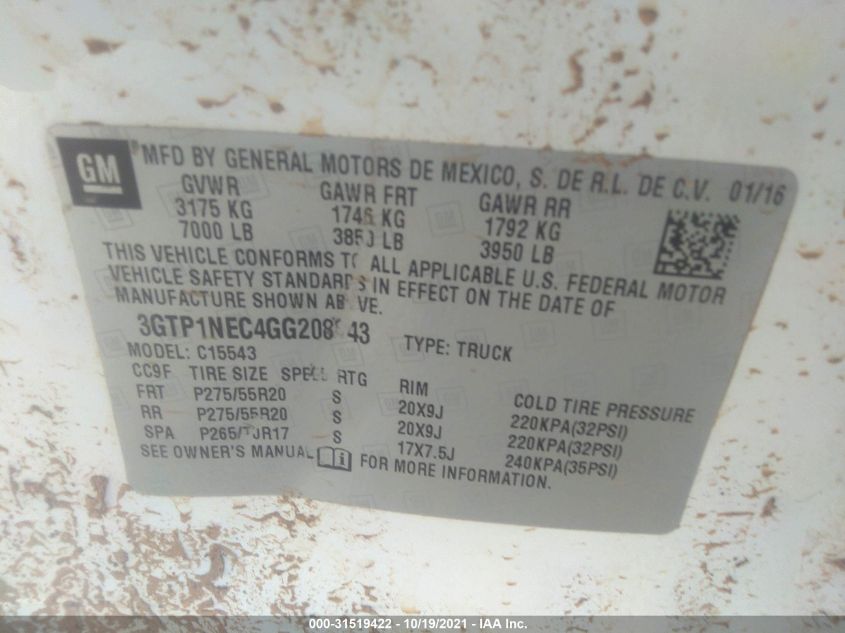 GM
MFD BY GENERAL MOTORS DE MEXICO, S. DE R.L. DE C.V. 01/16
GVWR GAWR FRT GAWR RR
3175 KG KG 1792 KG
7000 LB LB 3950 LB
THIS VEHICLE CONFORMS TO ALL APPLICABLE U.S. FEDERAL MOTOR
VEHICLE SAFETY STANDARDS IN EFFECT ON THE DATE OF
MANUFACTURE SHOWN ABOVE.
MODEL: C15543 TYPE: TRUCK
CC9F TIRE SIZE SPEED RTG RIM COLD TIRE PRESSURE
FRT P275/55R20 S 20X9J 220KPA(32PSI)
RR P275/55R20 S 20X9J 220KPA(32PSI)
SPA S 17X7.5J 240KPA(35PSI)
SEE OWNER'S MANUAL FOR MORE INFORMATION.
000-31519422 - 10/19/2021 - IAA Inc.